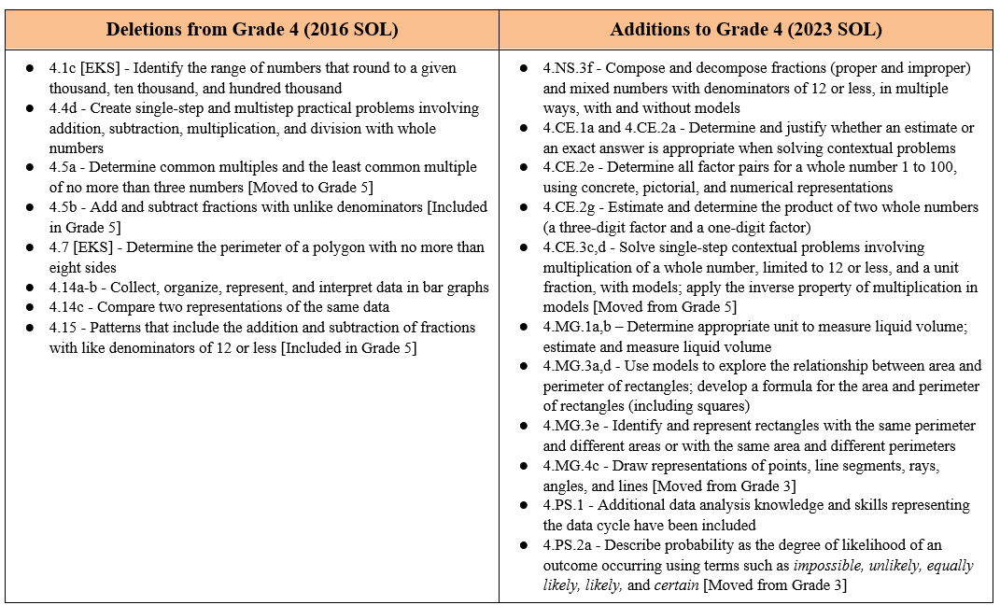 Deletions from Grade 4 (2016 SOL)
● 4.1c [EKS] - Identify the range of numbers that round to a given
thousand, ten thousand, and hundred thousand
● 4.4d - Create single-step and multistep practical problems involving
addition, subtraction, multiplication, and division with whole
numbers
● 4.5a - Determine common multiples and the least common multiple
of no more than three numbers [Moved to Grade 5]
● 4.5b - Add and subtract fractions with unlike denominators [Included
in Grade 5]
● 4.7 [EKS] - Determine the perimeter of a polygon with no more than
eight sides
● 4.14a-b - Collect, organize, represent, and interpret data in bar graphs
● 4.14c - Compare two representations of the same data
● 4.15 - Patterns that include the addition and subtraction of fractions
with like denominators of 12 or less [Included in Grade 5]
Additions to Grade 4 (2023 SOL)
● 4.NS.3f - Compose and decompose fractions (proper and improper)
and mixed numbers with denominators of 12 or less, in multiple
ways, with and without models
● 4.CE.1a and 4.CE.2a - Determine and justify whether an estimate or
an exact answer is appropriate when solving contextual problems
● 4.CE.2e - Determine all factor pairs for a whole number 1 to 100,
using concrete, pictorial, and numerical representations
● 4.CE.2g - Estimate and determine the product of two whole numbers
(a three-digit factor and a one-digit factor)
● 4.CE.3c,d - Solve single-step contextual problems involving
multiplication of a whole number, limited to 12 or less, and a unit
fraction, with models; apply the inverse property of multiplication in
models [Moved from Grade 5]
● 4.MG.1a,b – Determine appropriate unit to measure liquid volume;
estimate and measure liquid volume
● 4.MG.3a,d - Use models to explore the relationship between area and
perimeter of rectangles; develop a formula for the area and perimeter
of rectangles (including squares)
● 4.MG.3e - Identify and represent rectangles with the same perimeter
and different areas or with the same area and different perimeters
● 4.MG.4c - Draw representations of points, line segments, rays,
angles, and lines [Moved from Grade 3]
● 4.PS.1 - Additional data analysis knowledge and skills representing
the data cycle have been included
● 4.PS.2a - Describe probability as the degree of likelihood of an
outcome occurring using terms such as impossible, unlikely, equally
likely, likely, and certain [Moved from Grade 3]